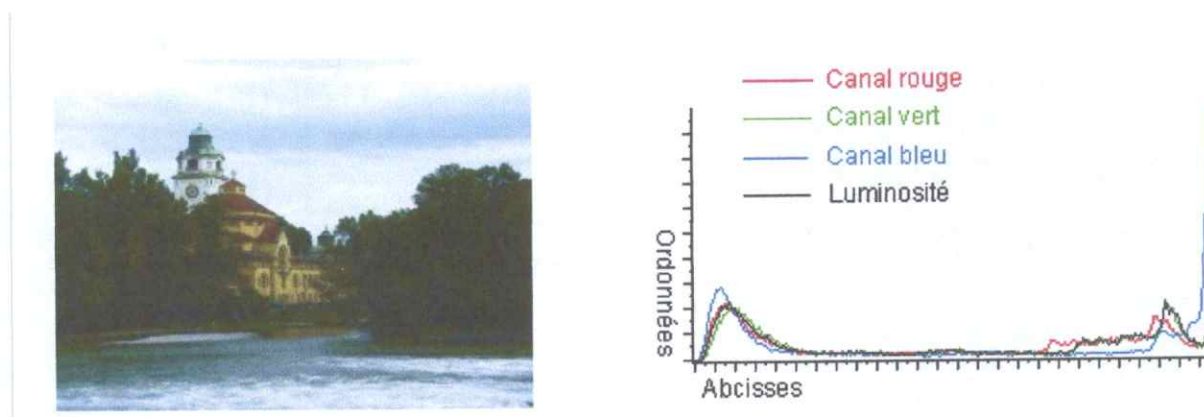 Canal rouge
Canal vert
Canal bleu
Luminosité
Ordonnées
Abcisses